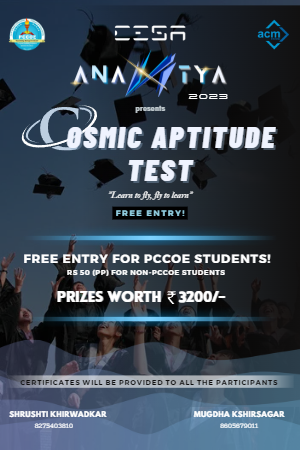 CESA
acm
ANANTYA
2023
presents
COSMIC APTITUDE
TEST
"Learn to fly, fly to learn"
FREE ENTRY!
FREE ENTRY FOR PCCOE STUDENTS!
RS 50 (PP) FOR NON-PCCOE STUDENTS
PRIZES WORTH ₹ 3200/-
CERTIFICATES WILL BE PROVIDED TO ALL THE PARTICIPANTS
SHRUSHTI KHIRWADKAR
8275403810
MUGDHA KSHIRSAGAR
8605679011